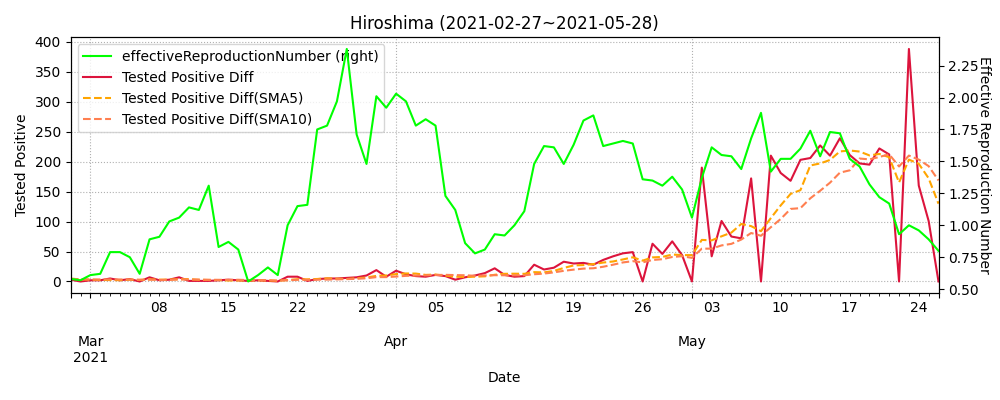 Hiroshima (2021-02-27~2021-05-28)
effectiveReproductionNumber (right)
Tested Positive Diff
Tested Positive Diff(SMA5)
Tested Positive Diff(SMA10)
Tested Positive
400
350
300
250
200
150
100
50
0
2.25
2.00
1.75
1.50
1.25
1.00
0.75
0.50
Effective Reproduction Number
08 15 22 29 05 12 19 26 03 10 17 24
Mar Apr May
2021
Date